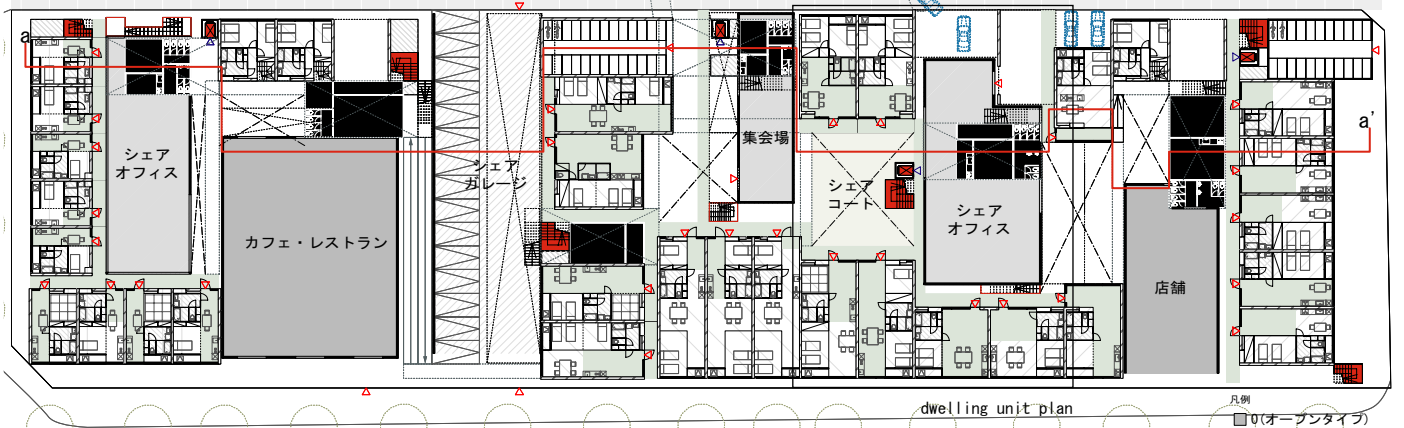 a
シェア
オフィス
カフェ・レストラン
シェア
ガレージ
集会場
シェア
コート
シェア
オフィス
店舗
a'
dwelling unit plan
凡例
0(オープンタイプ)